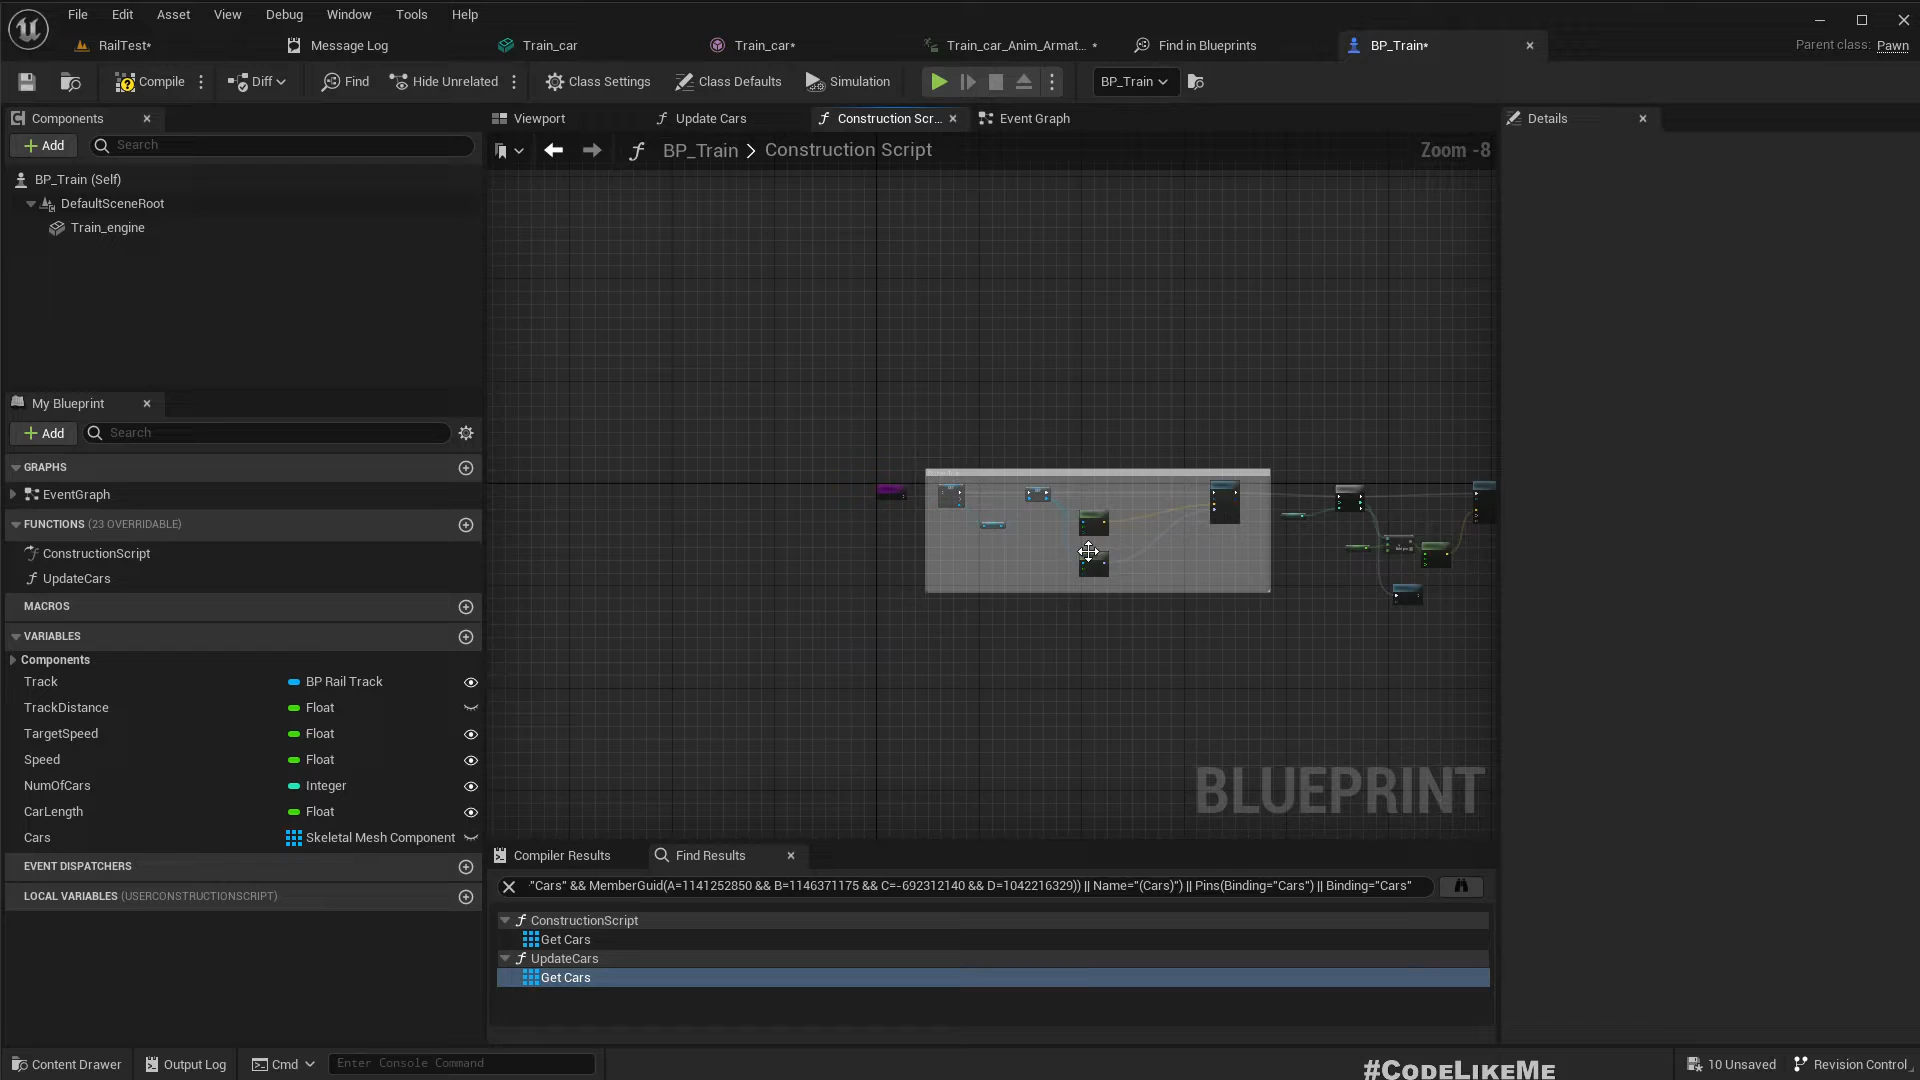 File Edit Asset View Debug Window Tools Help
RailTest* Message Log Train_car Train_car* Train_car_Anim_Armat... * Find in Blueprints BP_Train* Parent class: Pawn
Compile Diff Find Hide Unrelated Class Settings Class Defaults Simulation BP_Train
Components Viewport Update Cars Construction Scr... Event Graph Details
Add Search
BP_Train > Construction Script Zoom -8
BP_Train (Self)
DefaultSceneRoot
Train_engine
My Blueprint
Add Search
GRAPHS
EventGraph
FUNCTIONS (23 OVERRIDABLE)
ConstructionScript
UpdateCars
MACROS
VARIABLES
Components
Track BP Rail Track
TrackDistance Float
TargetSpeed Float
Speed Float
NumOfCars Integer
CarLength Float
Cars Skeletal Mesh Component
EVENT DISPATCHERS
LOCAL VARIABLES (USERCONSTRUCTIONSCRIPT)
BLUEPRINT
Compiler Results Find Results
"Cars" && MemberGuid(A=1141252850 && B=1146371175 && C=-692312140 && D=1042216329)) || Name="(Cars)") || Pins(Binding="Cars") || Binding="Cars"
ConstructionScript
Get Cars
UpdateCars
Get Cars
Content Drawer Output Log Cmd Enter Console Command #CODELIKEME 10 Unsaved Revision Control